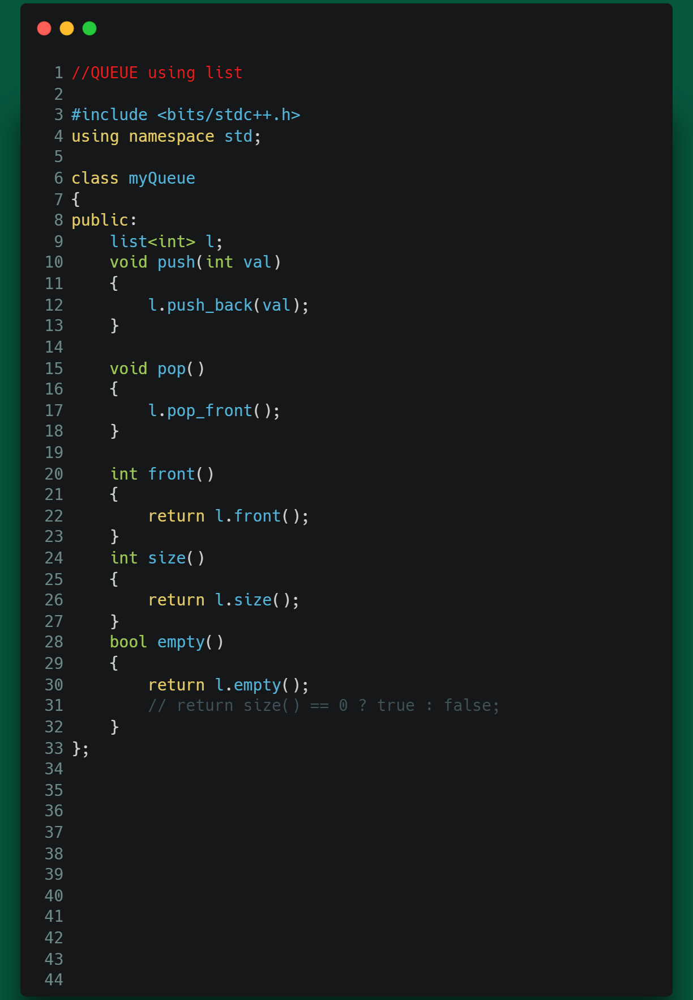 1 //QUEUE using list
2
3 #include <bits/stdc++.h>
4 using namespace std;
5
6 class myQueue
7 {
8 public:
9     list<int> l;
10     void push(int val)
11     {
12         l.push_back(val);
13     }
14
15     void pop()
16     {
17         l.pop_front();
18     }
19
20     int front()
21     {
22         return l.front();
23     }
24     int size()
25     {
26         return l.size();
27     }
28     bool empty()
29     {
30         return l.empty();
31         // return size() == 0 ? true : false;
32     }
33 };
34
35
36
37
38
39
40
41
42
43
44